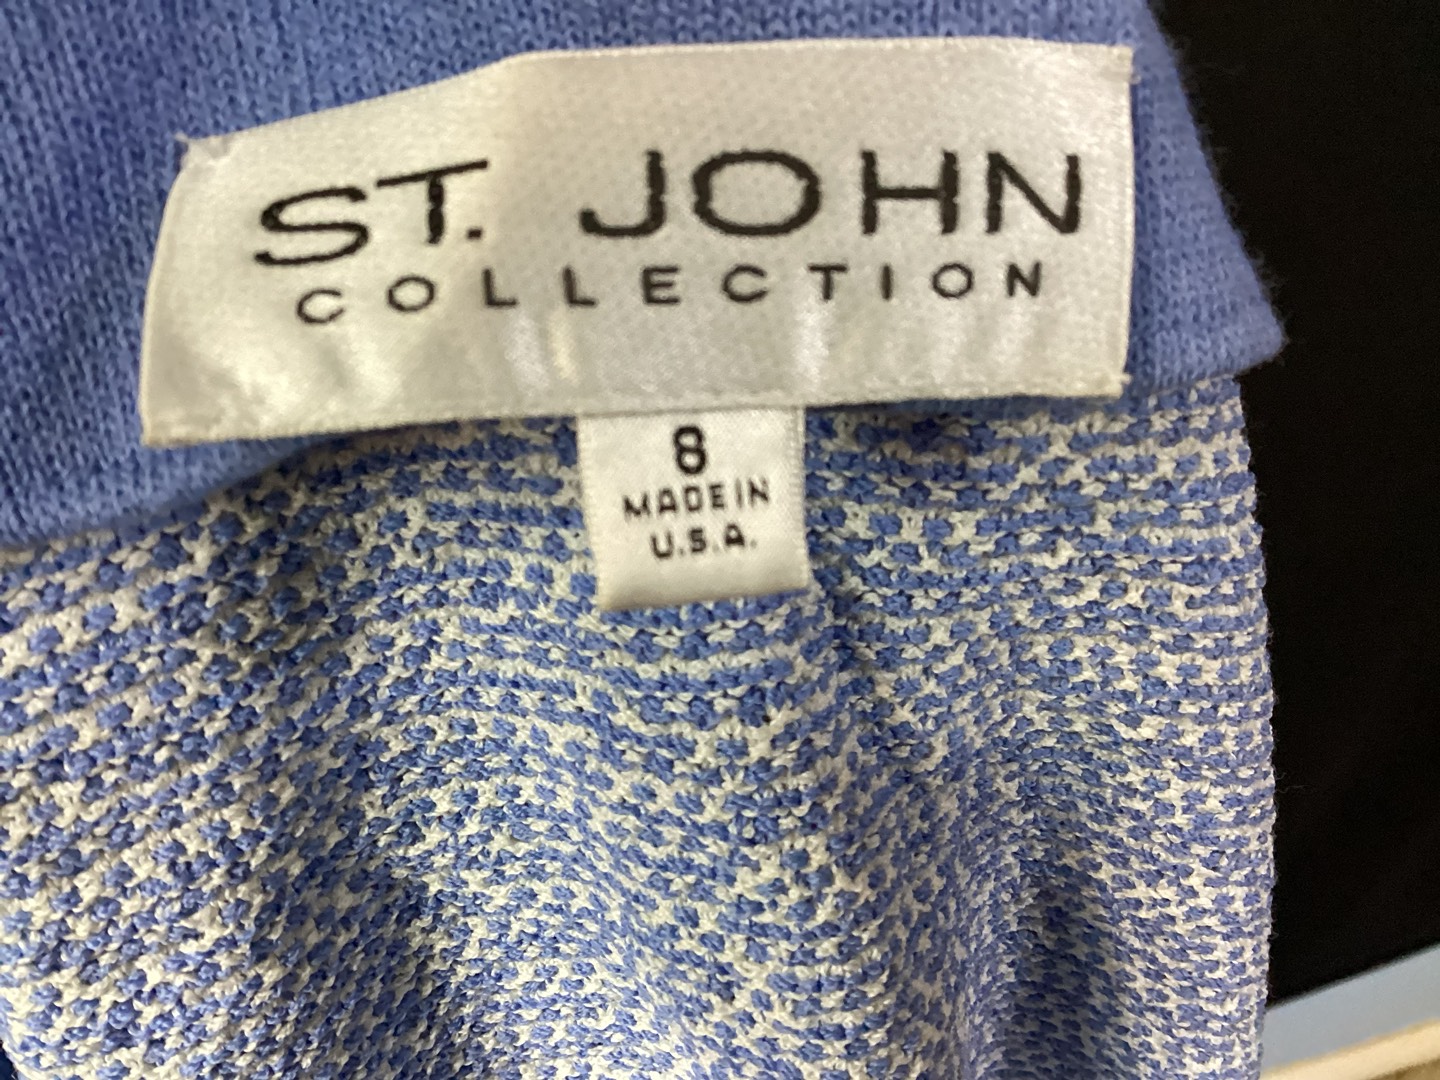 ST. JOHN
COLLECTION
8
MADE IN
U.S.A.